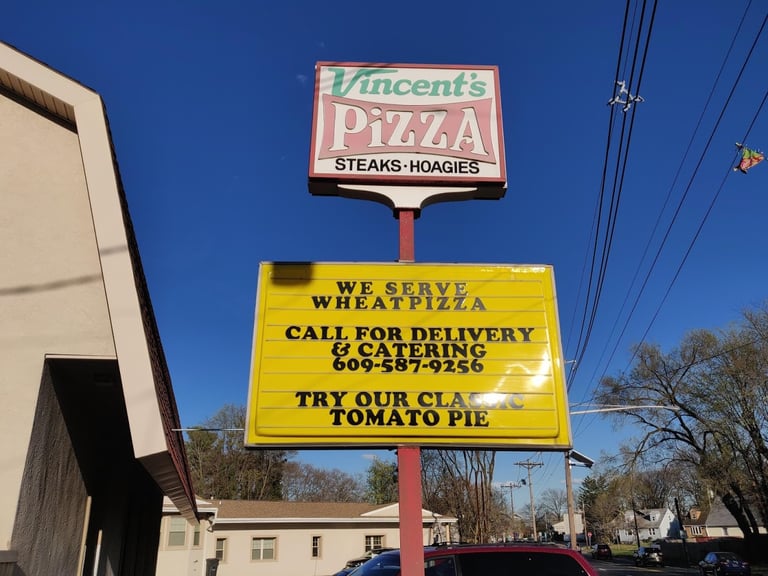 Vincent's
PiZZA
STEAKS·HOAGIES
WE SERVE
WHEATPIZZA
CALL FOR DELIVERY
& CATERING
609-587-9256
TRY OUR CLASSIC
TOMATO PIE